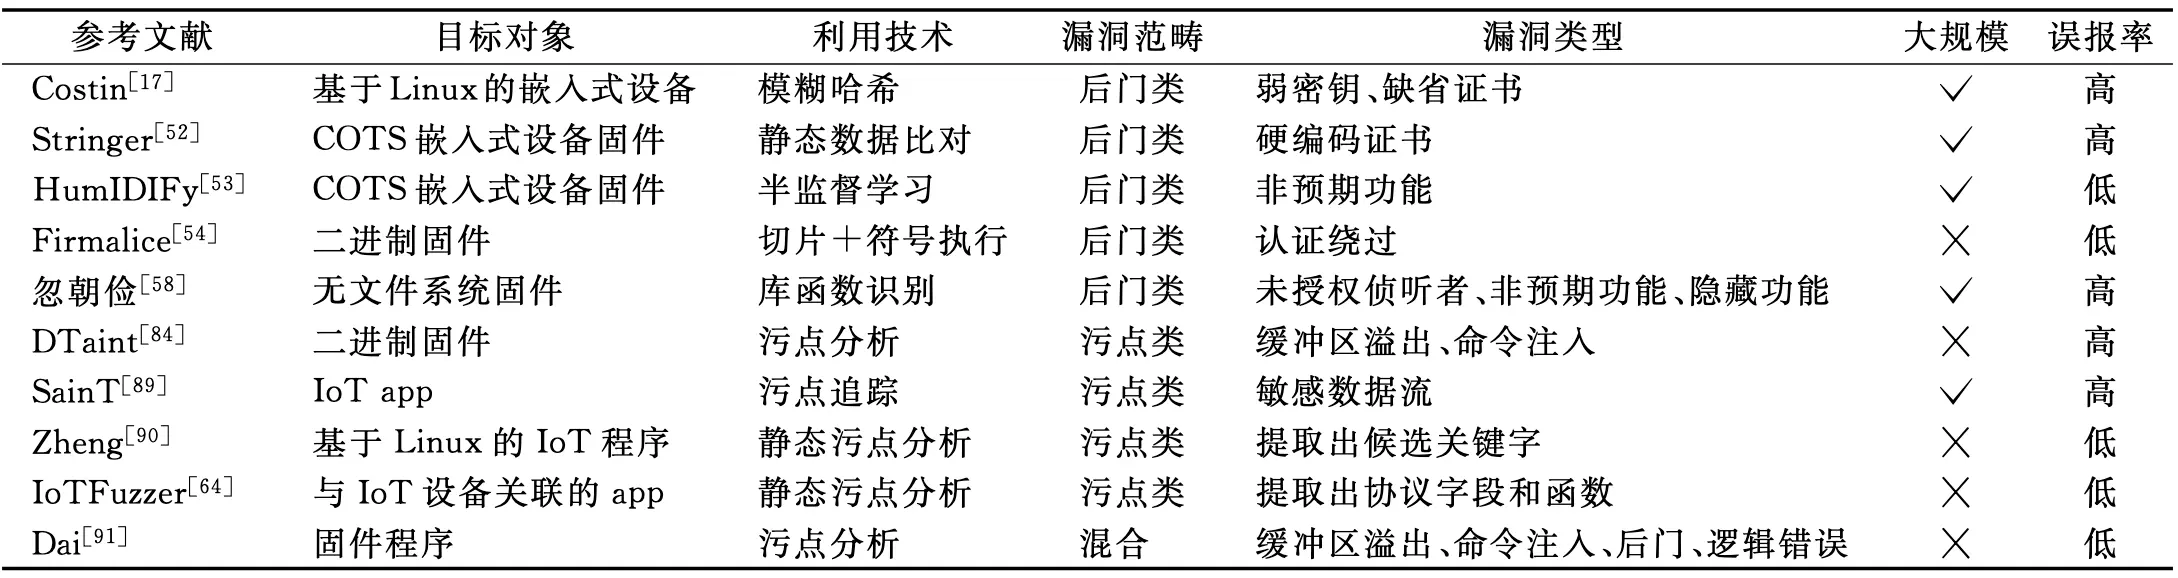 参考文献 目标对象 利用技术 漏洞范畴 漏洞类型 大规模 误报率
Costin[17] 基于Linux的嵌入式设备 模糊哈希 后门类 弱密钥、缺省证书 ✓ 高
Stringer[52] COTS嵌入式设备固件 静态数据比对 后门类 硬编码证书 ✓ 高
HumIDIFy[53] COTS嵌入式设备固件 半监督学习 后门类 非预期功能 ✓ 低
Firmalice[54] 二进制固件 切片+符号执行 后门类 认证绕过 × 低
忽朝俭[58] 无文件系统固件 库函数识别 后门类 未授权侦听者、非预期功能、隐藏功能 ✓ 高
DTaint[84] 二进制固件 污点分析 污点类 缓冲区溢出、命令注入 × 高
SainT[89] IoT app 污点追踪 污点类 敏感数据流 ✓ 高
Zheng[90] 基于 Linux 的 IoT 程序 静态污点分析 污点类 提取出候选关键字 × 低
IoTFuzzer[64] 与 IoT 设备关联的 app 静态污点分析 污点类 提取出协议字段和函数 × 低
Dai[91] 固件程序 污点分析 混合 缓冲区溢出、命令注入、后门、逻辑错误 × 低